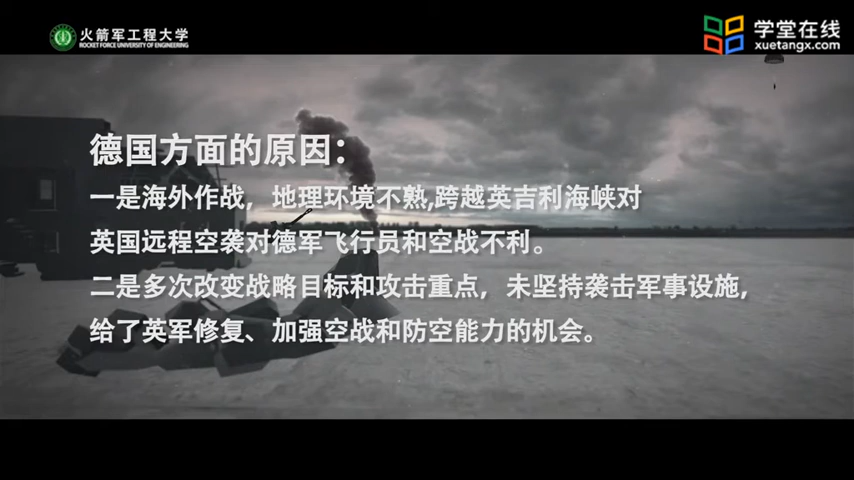 火箭军工程大学
ROCKET FORCE UNIVERSITY OF ENGINEERING
学堂在线
xuetangx.com
德国方面的原因：
一是海外作战，地理环境不熟,跨越英吉利海峡对
英国远程空袭对德军飞行员和空战不利。
二是多次改变战略目标和攻击重点，未坚持袭击军事设施，
给了英军修复、加强空战和防空能力的机会。